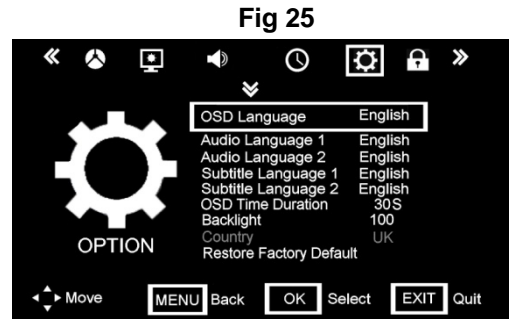 Fig 25
OSD Language English
Audio Language 1 English
Audio Language 2 English
Subtitle Language 1 English
Subtitle Language 2 English
OSD Time Duration 30S
Backlight 100
Country UK
Restore Factory Default
OPTION
Move MENU Back OK Select EXIT Quit